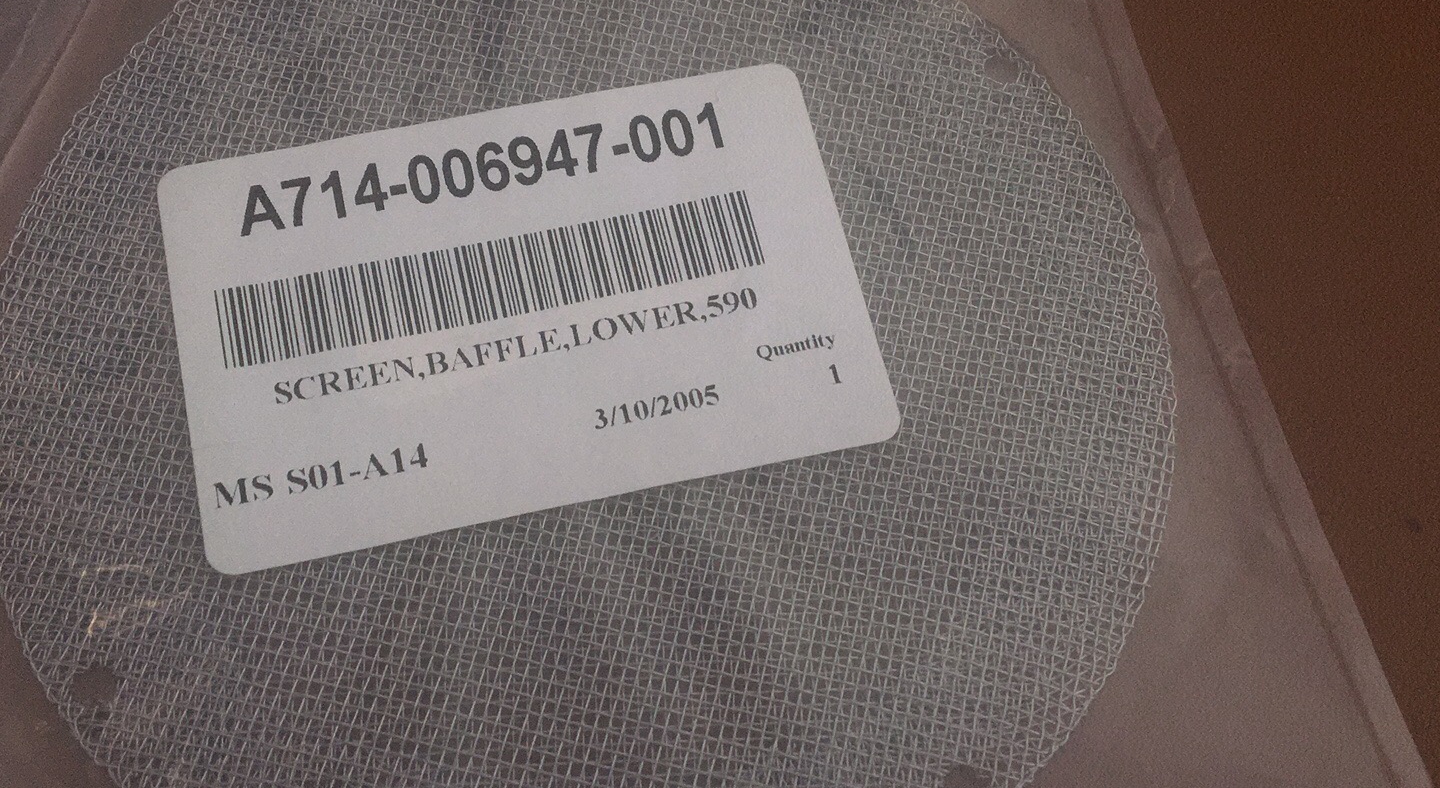 A714-006947-001
SCREEN,BAFFLE,LOWER,590
Quantity
3/10/2005 1
MS S01-A14